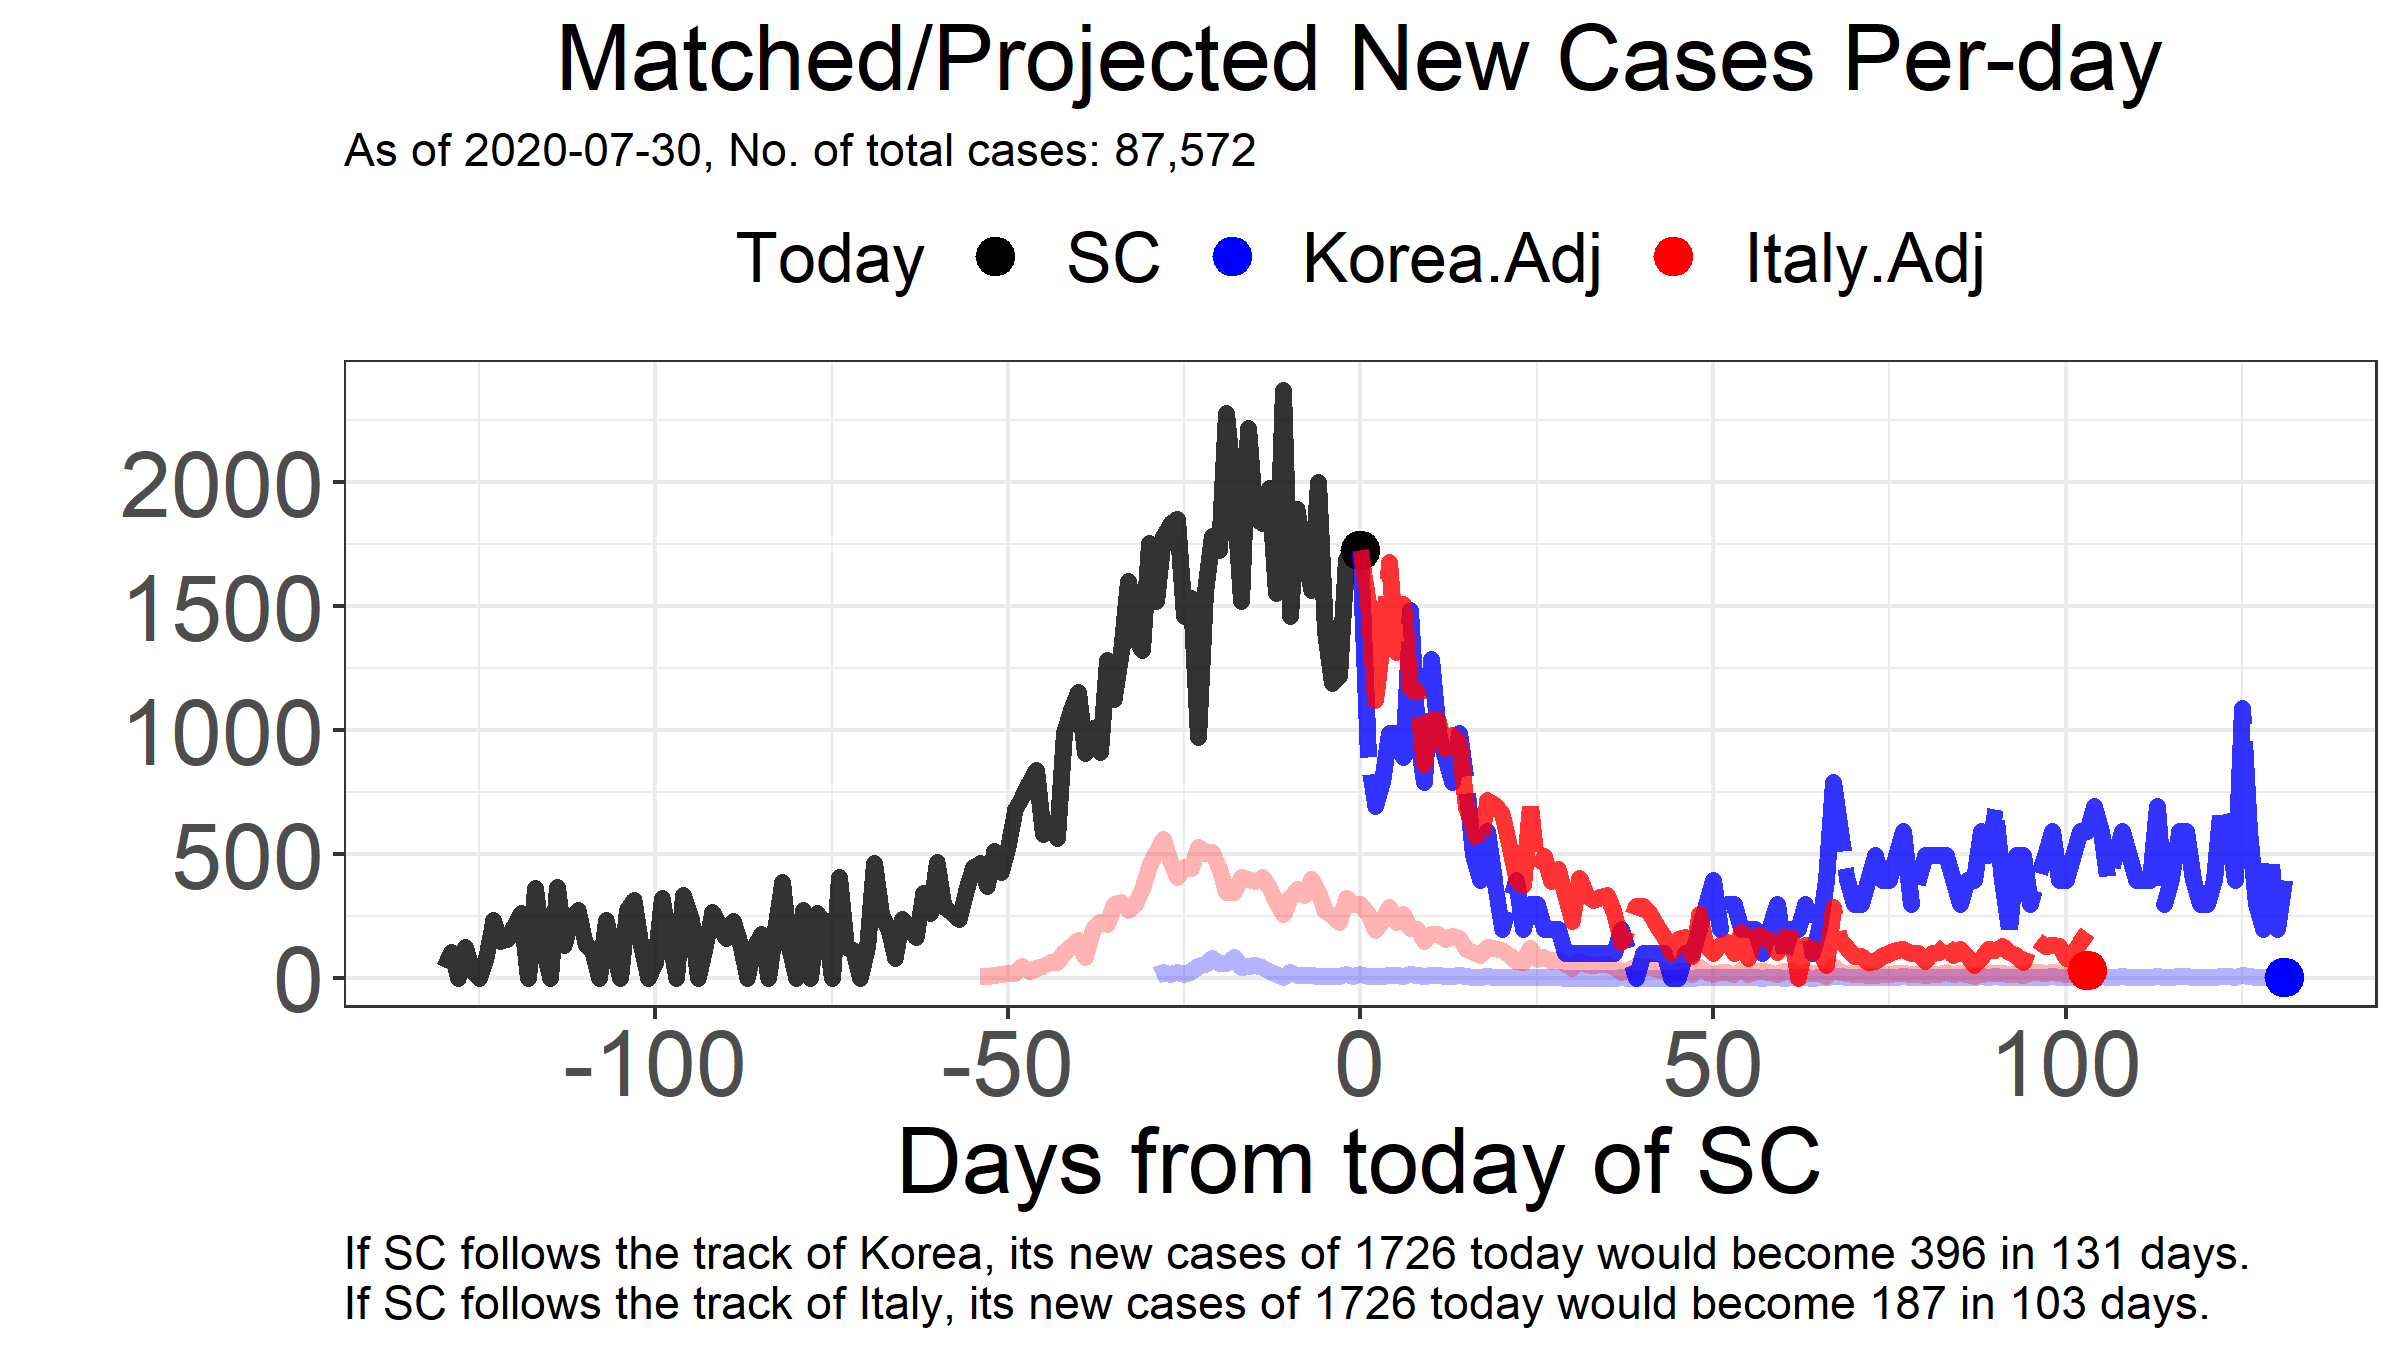 Matched/Projected New Cases Per-day
As of 2020-07-30, No. of total cases: 87,572
Today SC Korea.Adj Italy.Adj
2000
1500
1000
500
0
-100 -50 0 50 100
Days from today of SC
If SC follows the track of Korea, its new cases of 1726 today would become 396 in 131 days.
If SC follows the track of Italy, its new cases of 1726 today would become 187 in 103 days.